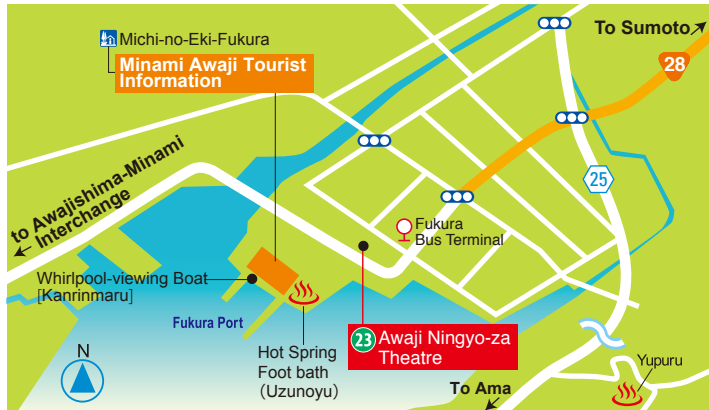 Michi-no-Eki-Fukura
Minami Awaji Tourist
Information
To Sumoto
28
to Awajishima-Minami
Interchange
25
Fukura
Bus Terminal
Whirlpool-viewing Boat
[Kanrinmaru]
Fukura Port
Hot Spring
Foot bath
(Uzunoyu)
23 Awaji Ningyo-za
Theatre
N
To Ama
Yupuru